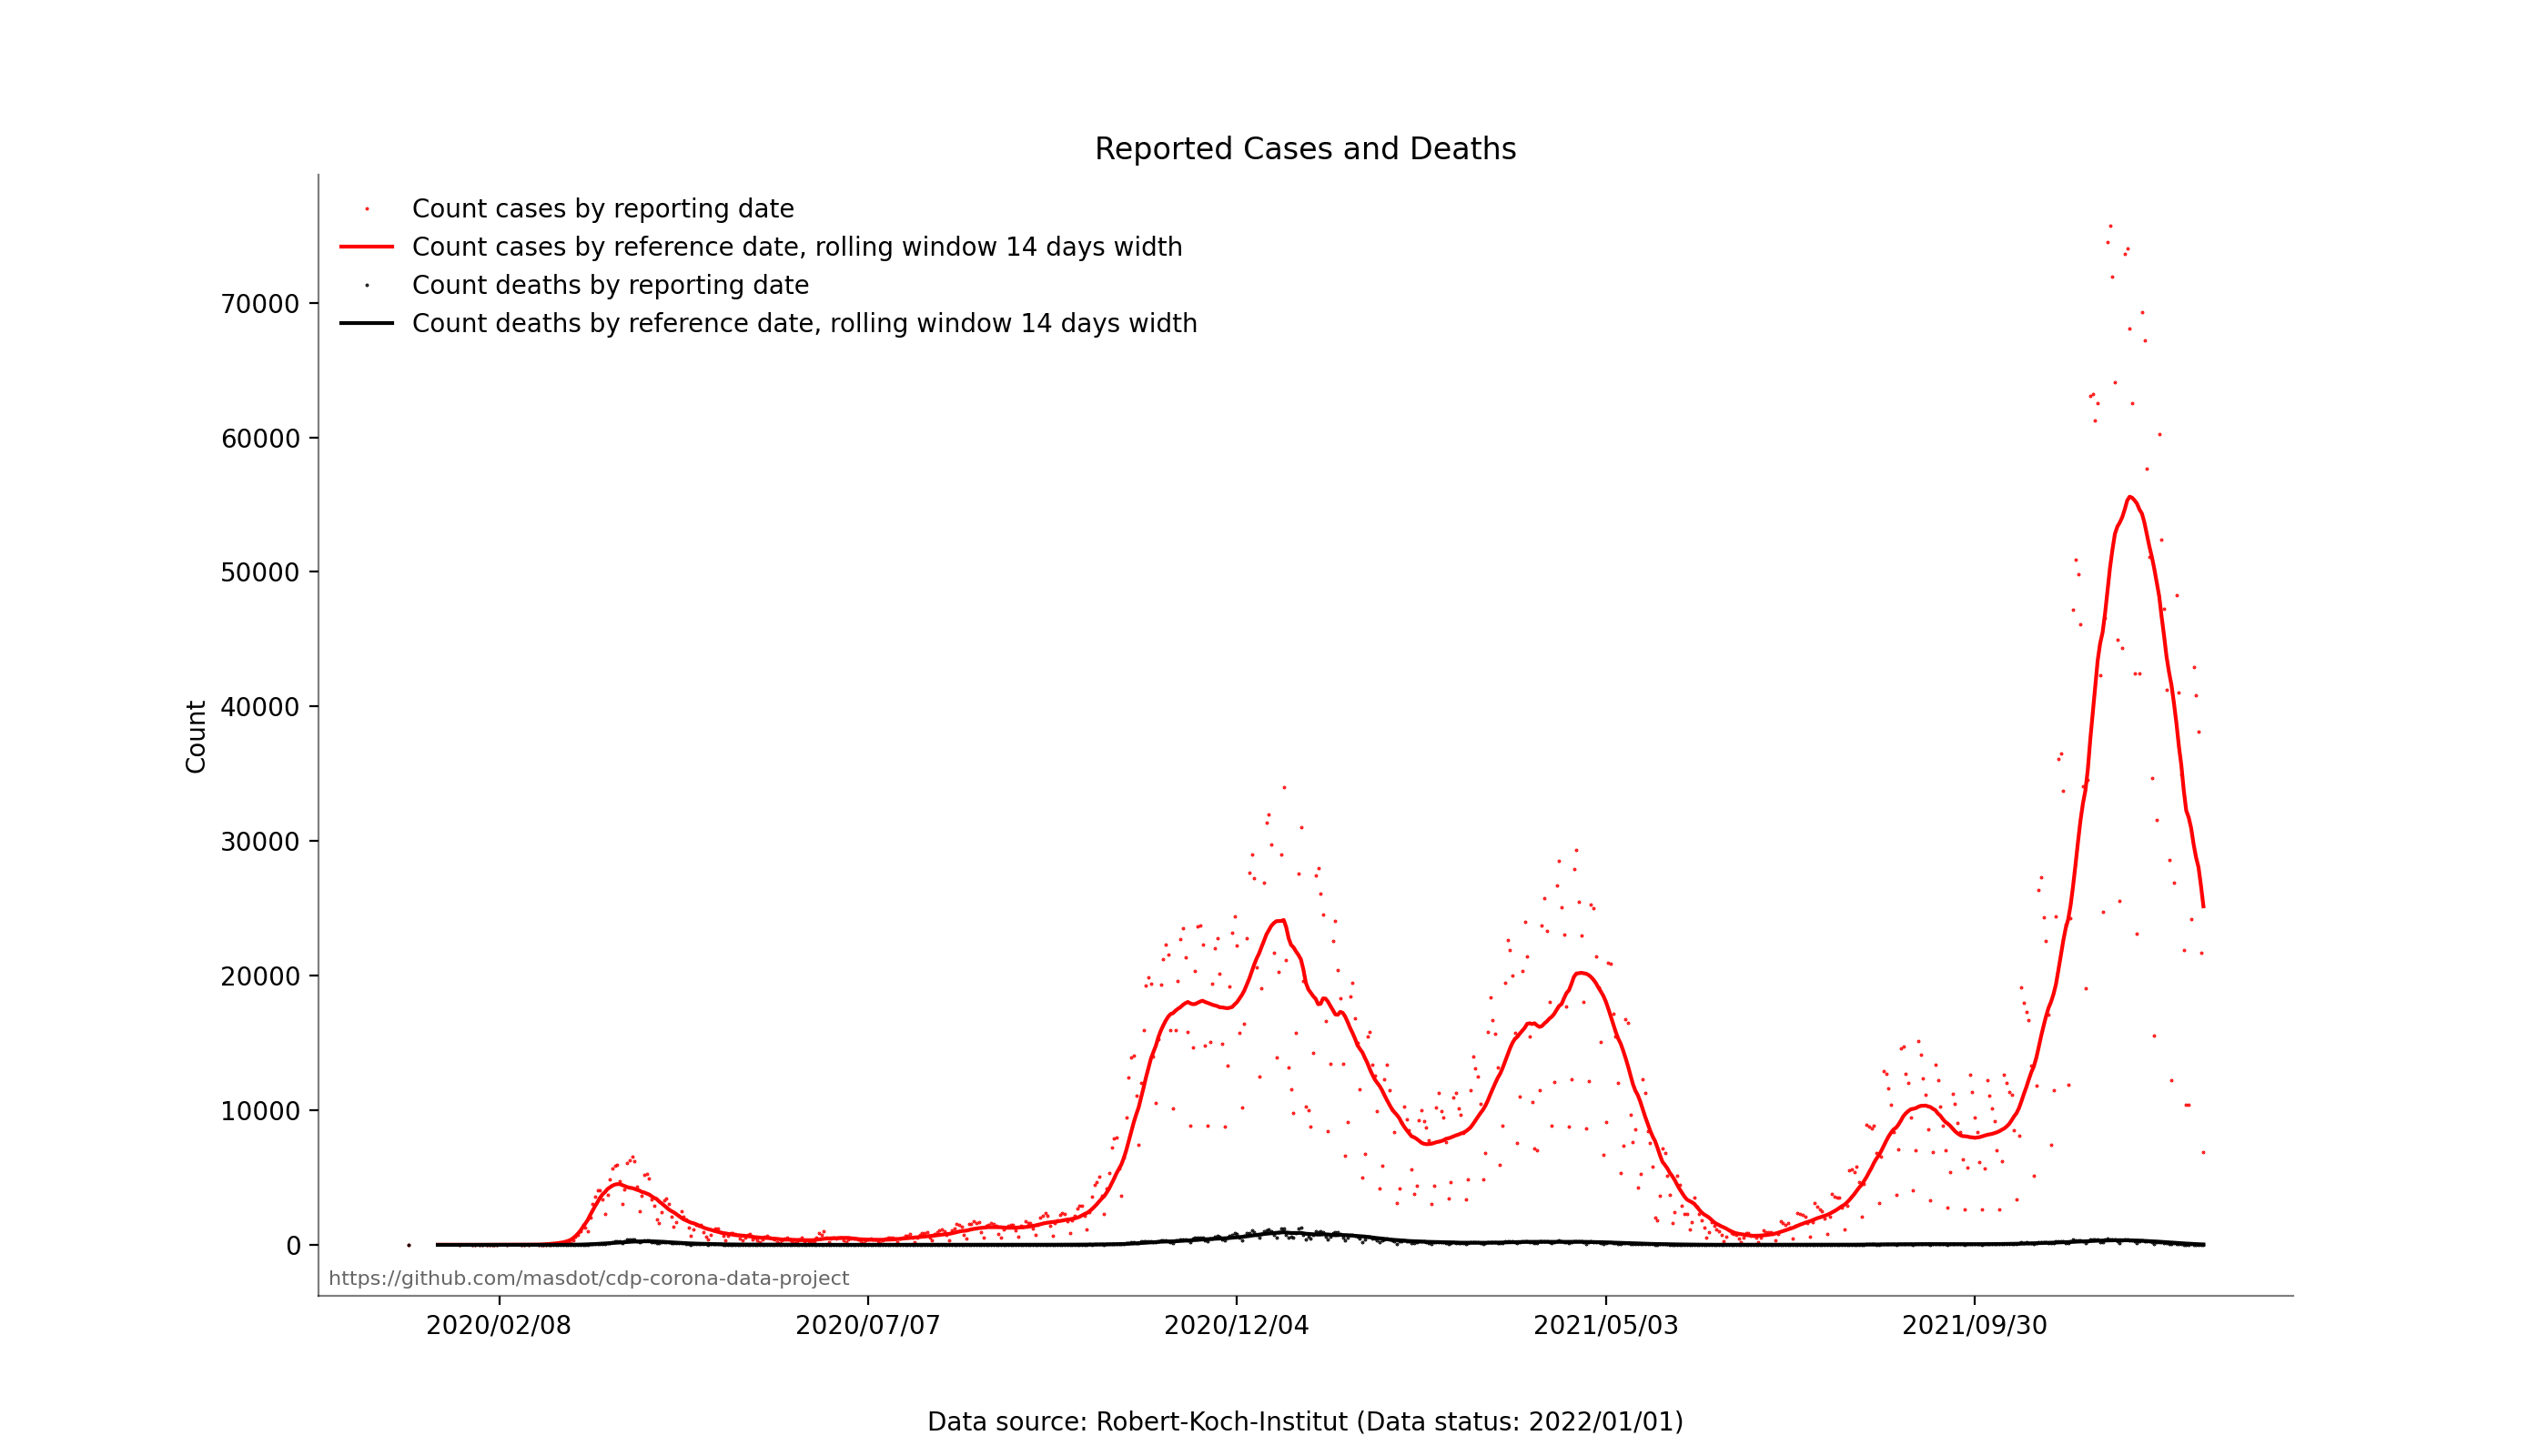 Reported Cases and Deaths
Count cases by reporting date
Count cases by reference date, rolling window 14 days width
Count deaths by reporting date
Count deaths by reference date, rolling window 14 days width
70000
60000
50000
40000
30000
20000
10000
0
Count
https://github.com/masdot/cdp-corona-data-project
2020/02/08 2020/07/07 2020/12/04 2021/05/03 2021/09/30
Data source: Robert-Koch-Institut (Data status: 2022/01/01)